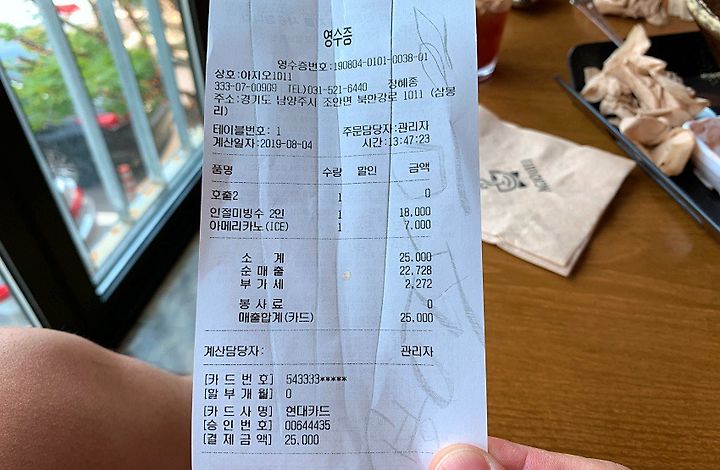 영수증
영수증번호:190804-0101-0038-01
상호:아지오1011
333-07-00909 TEL)031-521-6440 정혜종
주소:경기도 남양주시 조안면 북한강로 1011 (삼봉
리)
테이블번호: 1 주문담당자:관리자
계산일자:2019-08-04 시간:13:47:23
품명 수량 할인 금액
호출2 1 0
인절미빙수 2인 1 18,000
아메리카노(ICE) 1 7,000
소 계 25,000
순 매 출 22,728
부 가 세 2,272
봉 사 료 0
매출합계(카드) 25,000
계산담당자: 관리자
[카 드 번 호] 543333*****
[할 부 개 월] 0
[카 드 사 명] 현대카드
[승 인 번 호] 00644435
[결 제 금 액] 25,000